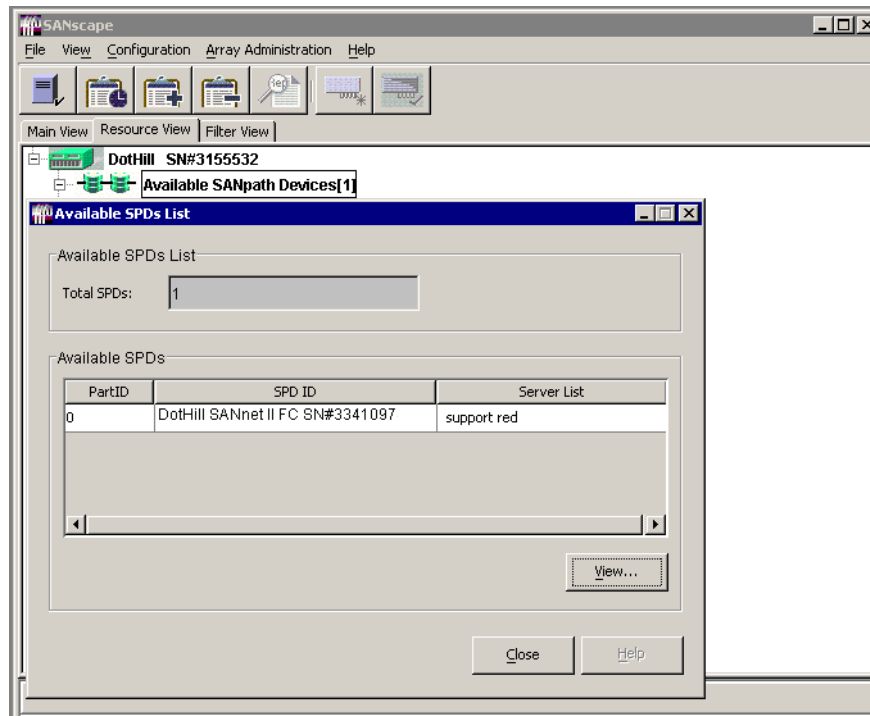 SANscape
File View Configuration Array Administration Help
Main View Resource View Filter View
DotHill SN#3155532
Available SANpath Devices[1]
Available SPDs List
Available SPDs List
Total SPDs: 1
Available SPDs
PartID SPD ID Server List
0 DotHill SANnet II FC SN#3341097 support red
View...
Close Help